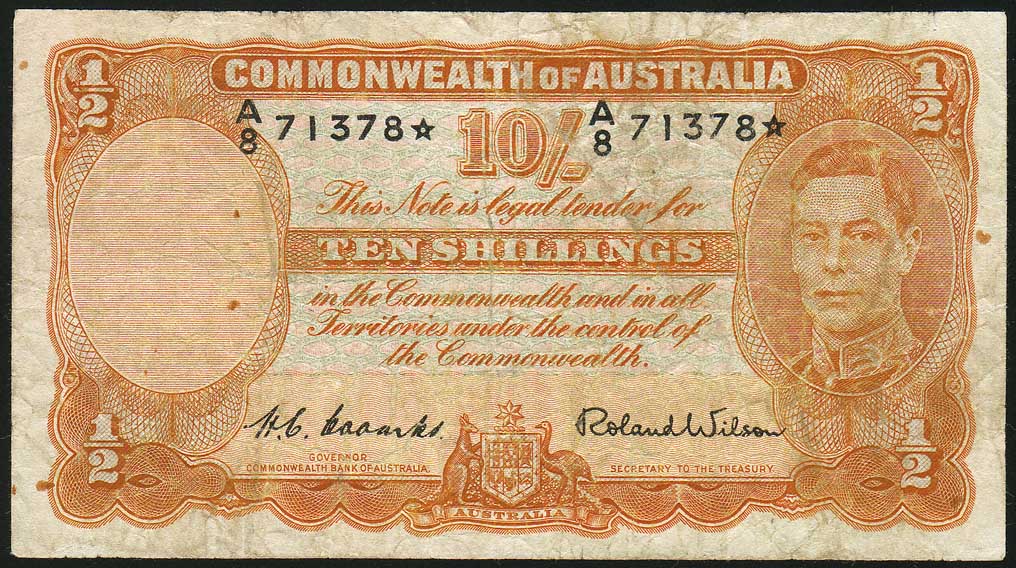 1/2
COMMONWEALTH OF AUSTRALIA
1/2
A/8 71378☆
10/-
A/8 71378☆
This Note is legal tender for
TEN SHILLINGS
in the Commonwealth and in all
Territories under the control of
the Commonwealth.
H.C. Coombs.
Roland Wilson
GOVERNOR
COMMONWEALTH BANK OF AUSTRALIA.
SECRETARY TO THE TREASURY.
1/2
AUSTRALIA
1/2